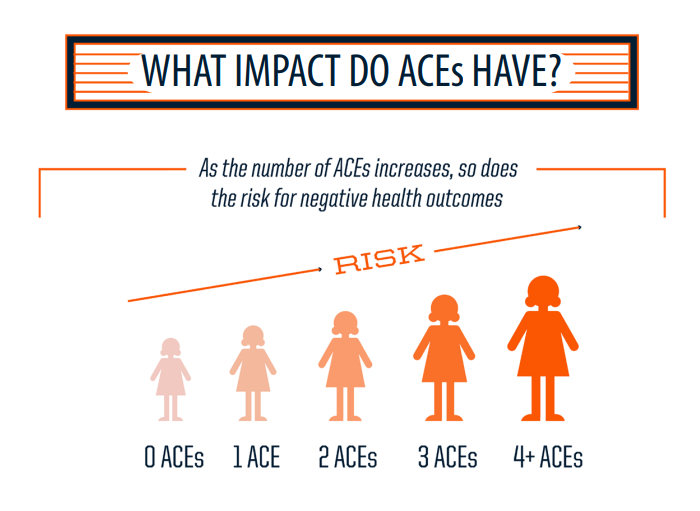 WHAT IMPACT DO ACEs HAVE?
As the number of ACEs increases, so does
the risk for negative health outcomes
RISK
0 ACEs 1 ACE 2 ACEs 3 ACEs 4+ ACEs